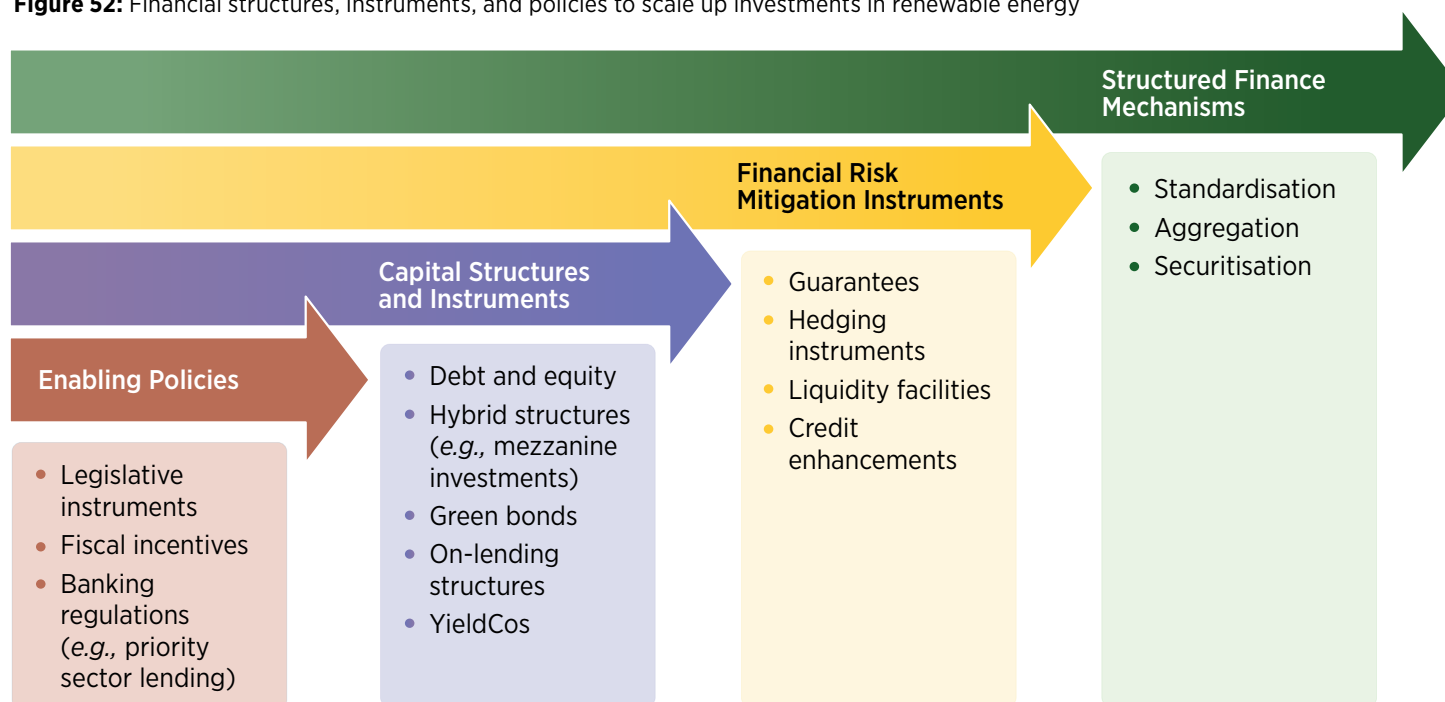 Figure 52: Financial structures, instruments, and policies to scale up investments in renewable energy
Structured Finance
Mechanisms
• Standardisation
• Aggregation
• Securitisation
Financial Risk
Mitigation Instruments
• Guarantees
• Hedging
instruments
• Liquidity facilities
• Credit
enhancements
Capital Structures
and Instruments
• Debt and equity
• Hybrid structures
(e.g., mezzanine
investments)
• Green bonds
• On-lending
structures
• YieldCos
Enabling Policies
• Legislative
instruments
• Fiscal incentives
• Banking
regulations
(e.g., priority
sector lending)